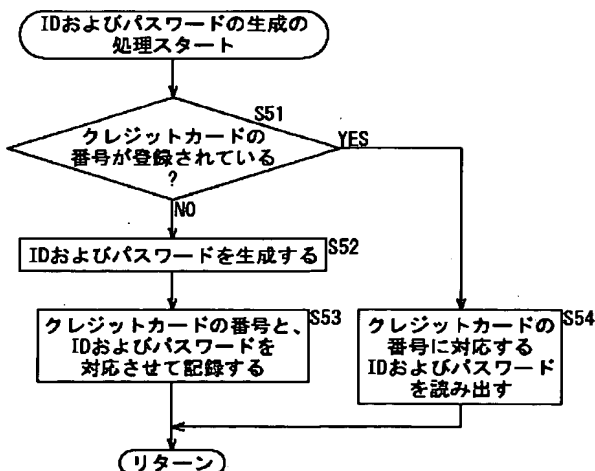 IDおよびパスワードの生成の
処理スタート
S51
クレジットカードの
番号が登録されている
?
YES
NO
IDおよびパスワードを生成する
S52
クレジットカードの番号と、
IDおよびパスワードを
対応させて記録する
S53
クレジットカードの
番号に対応する
IDおよびパスワード
を読み出す
S54
リターン